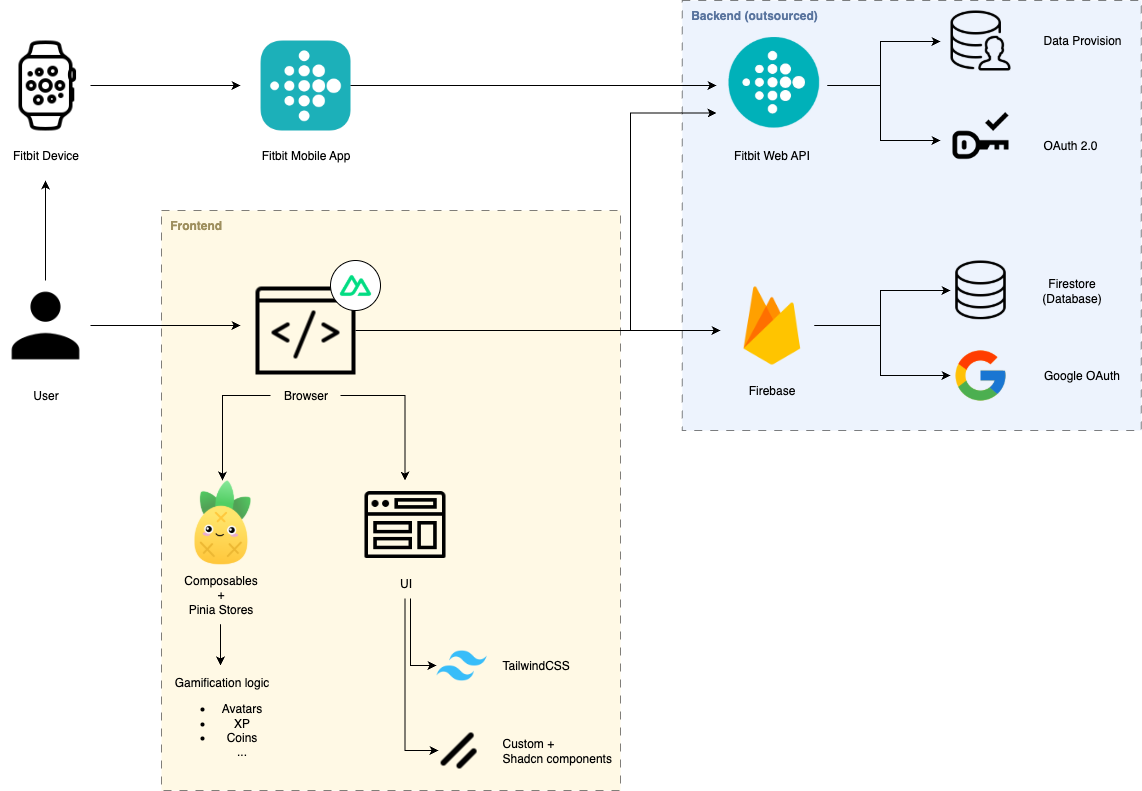 Backend (outsourced)
Data Provision
Fitbit Device
Fitbit Mobile App
Fitbit Web API
OAuth 2.0
Frontend
</>
Firestore
(Database)
User
Browser
Firebase
Google OAuth
Composables
+
Pinia Stores
UI
TailwindCSS
Gamification logic
• Avatars
• XP
• Coins
...
Custom +
Shadcn components